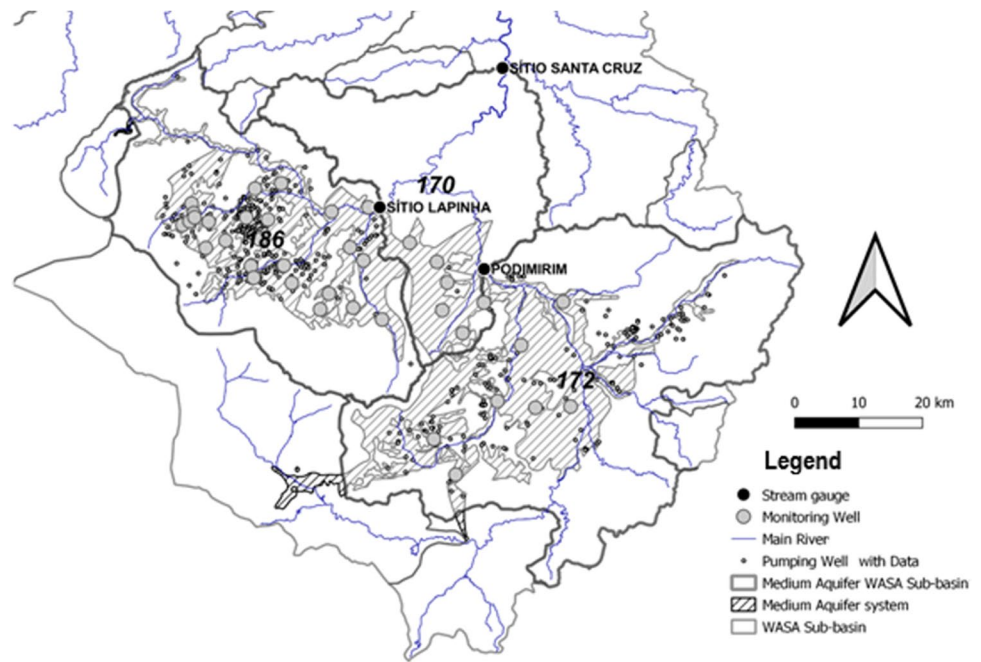 SÍTIO SANTA CRUZ
170
SÍTIO LAPINHA
186
PODIMIRIM
172
0 10 20 km
Legend
Stream gauge
Monitoring Well
Main River
Pumping Well with Data
Medium Aquifer WASA Sub-basin
Medium Aquifer system
WASA Sub-basin